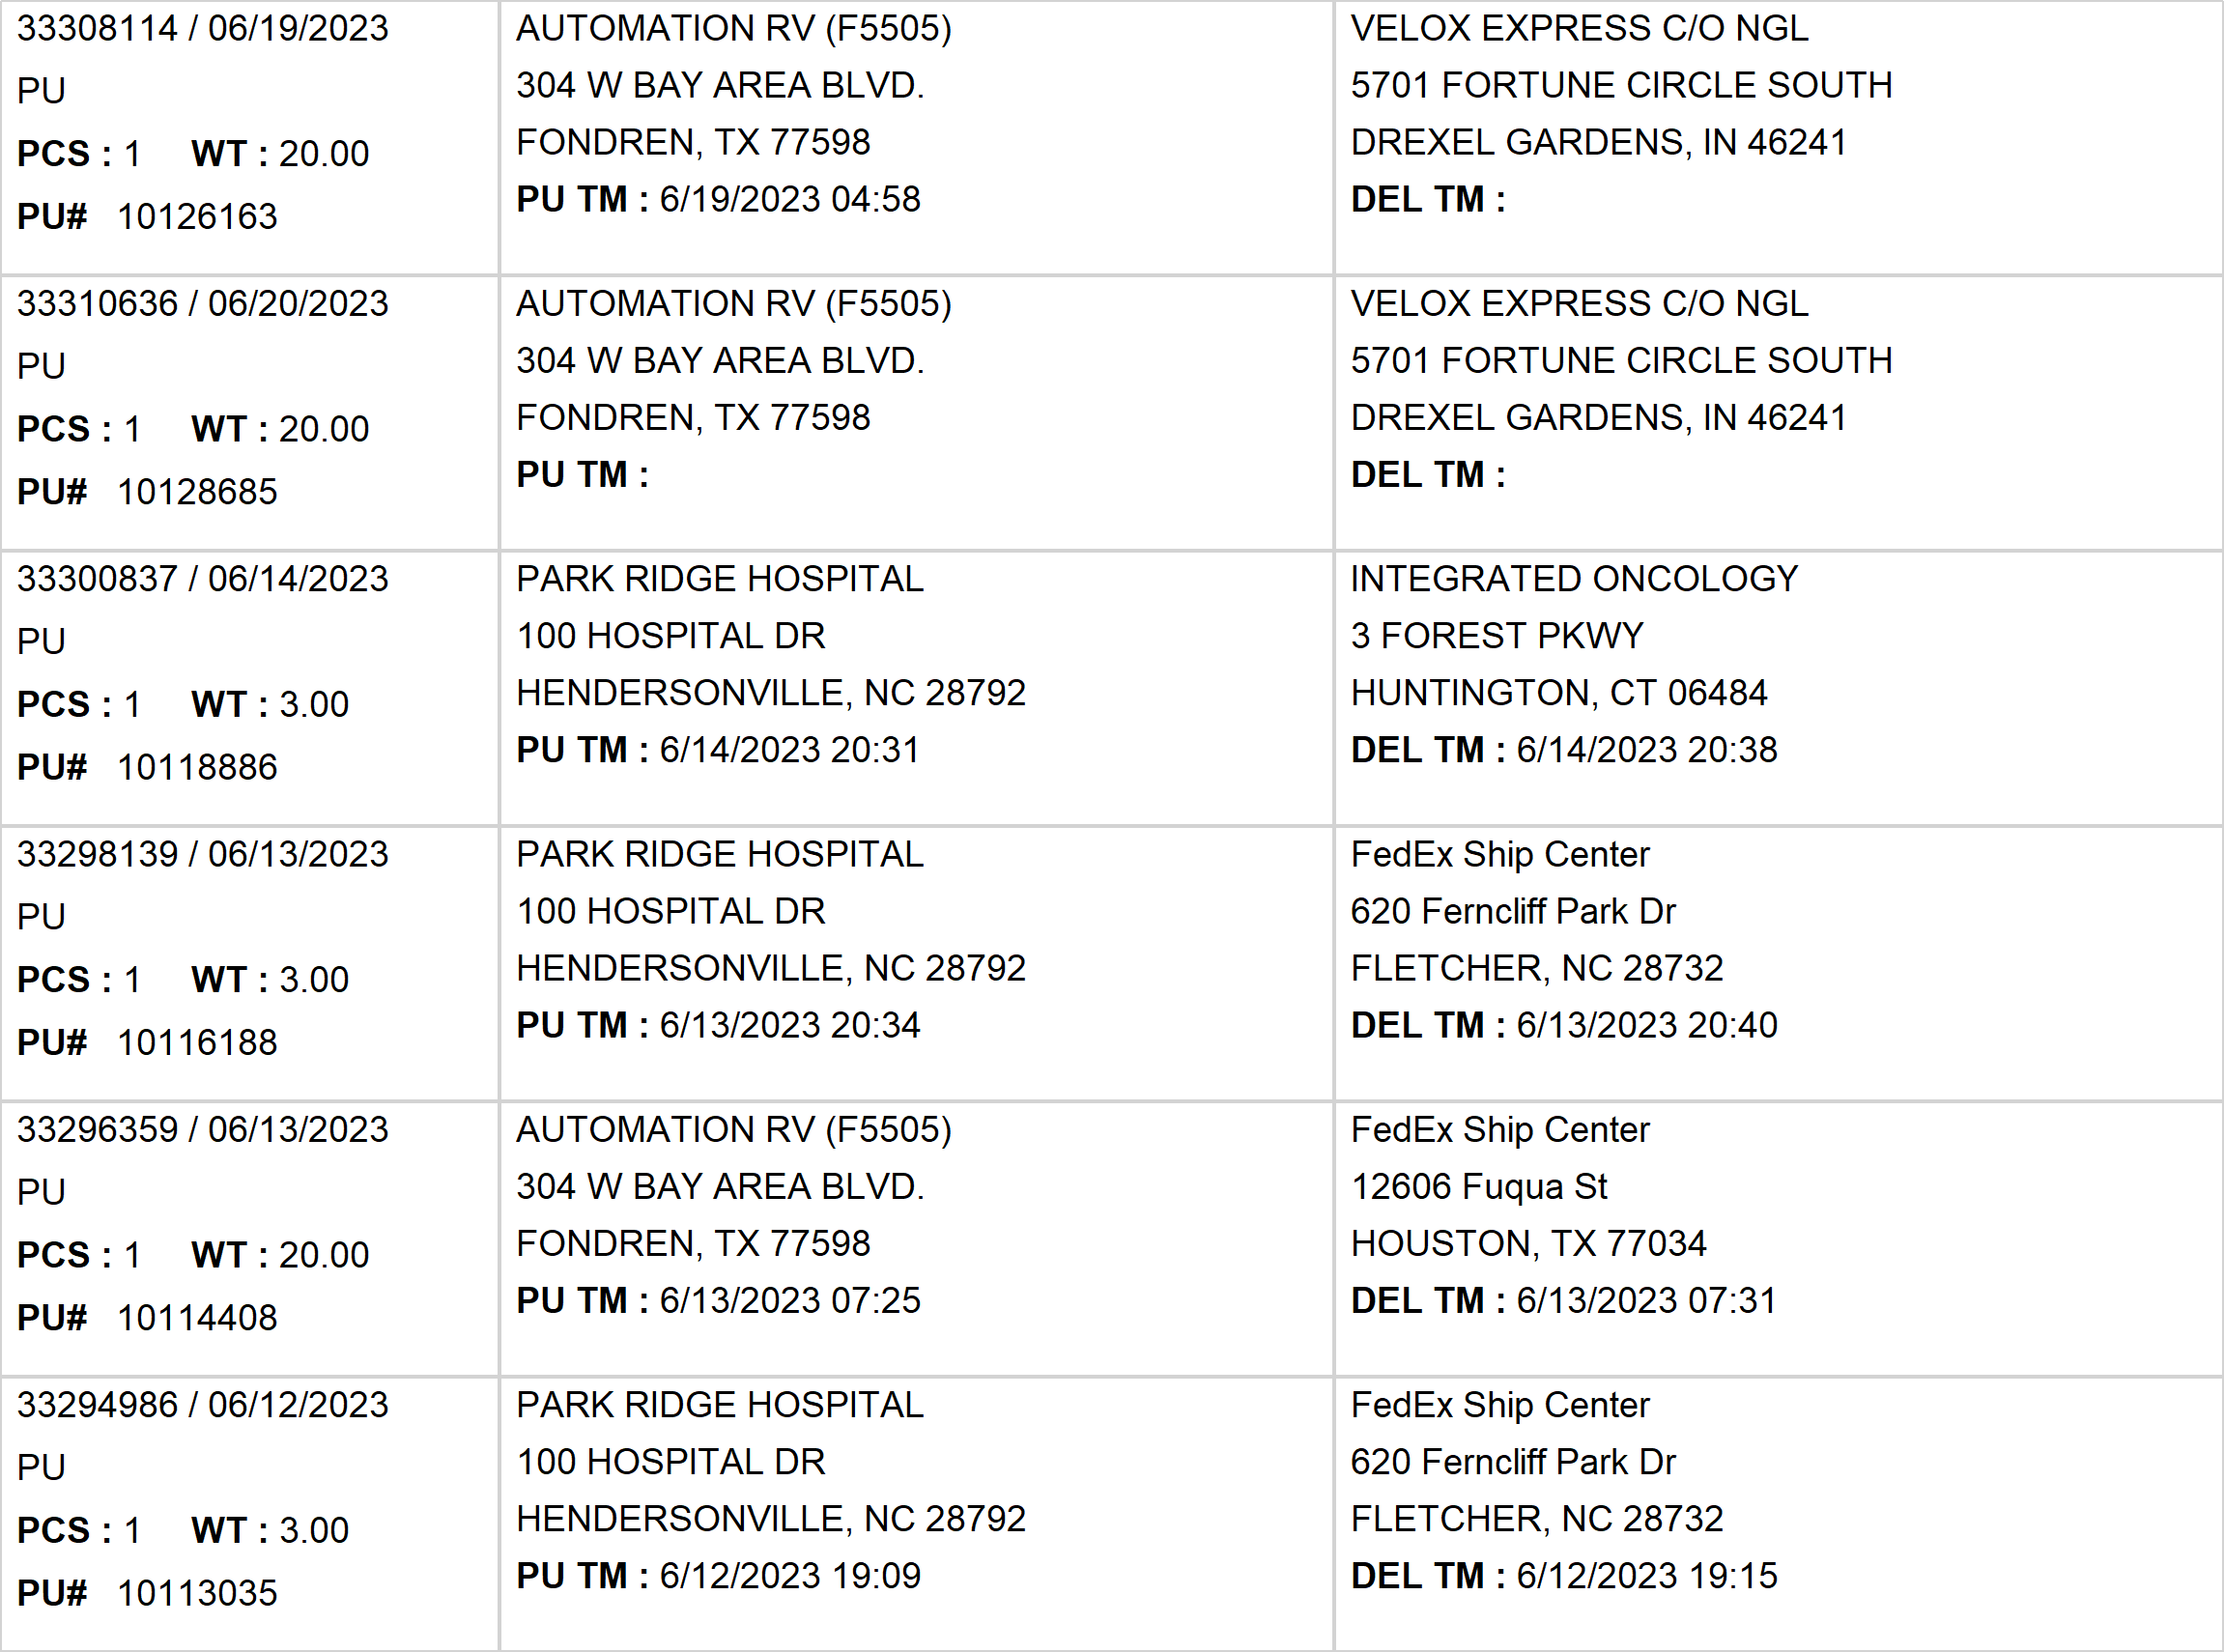 33308114 / 06/19/2023
PU
PCS : 1 WT : 20.00
PU# 10126163
AUTOMATION RV (F5505)
304 W BAY AREA BLVD.
FONDREN, TX 77598
PU TM : 6/19/2023 04:58
VELOX EXPRESS C/O NGL
5701 FORTUNE CIRCLE SOUTH
DREXEL GARDENS, IN 46241
DEL TM :
33310636 / 06/20/2023
PU
PCS : 1 WT : 20.00
PU# 10128685
AUTOMATION RV (F5505)
304 W BAY AREA BLVD.
FONDREN, TX 77598
PU TM :
VELOX EXPRESS C/O NGL
5701 FORTUNE CIRCLE SOUTH
DREXEL GARDENS, IN 46241
DEL TM :
33300837 / 06/14/2023
PU
PCS : 1 WT : 3.00
PU# 10118886
PARK RIDGE HOSPITAL
100 HOSPITAL DR
HENDERSONVILLE, NC 28792
PU TM : 6/14/2023 20:31
INTEGRATED ONCOLOGY
3 FOREST PKWY
HUNTINGTON, CT 06484
DEL TM : 6/14/2023 20:38
33298139 / 06/13/2023
PU
PCS : 1 WT : 3.00
PU# 10116188
PARK RIDGE HOSPITAL
100 HOSPITAL DR
HENDERSONVILLE, NC 28792
PU TM : 6/13/2023 20:34
FedEx Ship Center
620 Ferncliff Park Dr
FLETCHER, NC 28732
DEL TM : 6/13/2023 20:40
33296359 / 06/13/2023
PU
PCS : 1 WT : 20.00
PU# 10114408
AUTOMATION RV (F5505)
304 W BAY AREA BLVD.
FONDREN, TX 77598
PU TM : 6/13/2023 07:25
FedEx Ship Center
12606 Fuqua St
HOUSTON, TX 77034
DEL TM : 6/13/2023 07:31
33294986 / 06/12/2023
PU
PCS : 1 WT : 3.00
PU# 10113035
PARK RIDGE HOSPITAL
100 HOSPITAL DR
HENDERSONVILLE, NC 28792
PU TM : 6/12/2023 19:09
FedEx Ship Center
620 Ferncliff Park Dr
FLETCHER, NC 28732
DEL TM : 6/12/2023 19:15